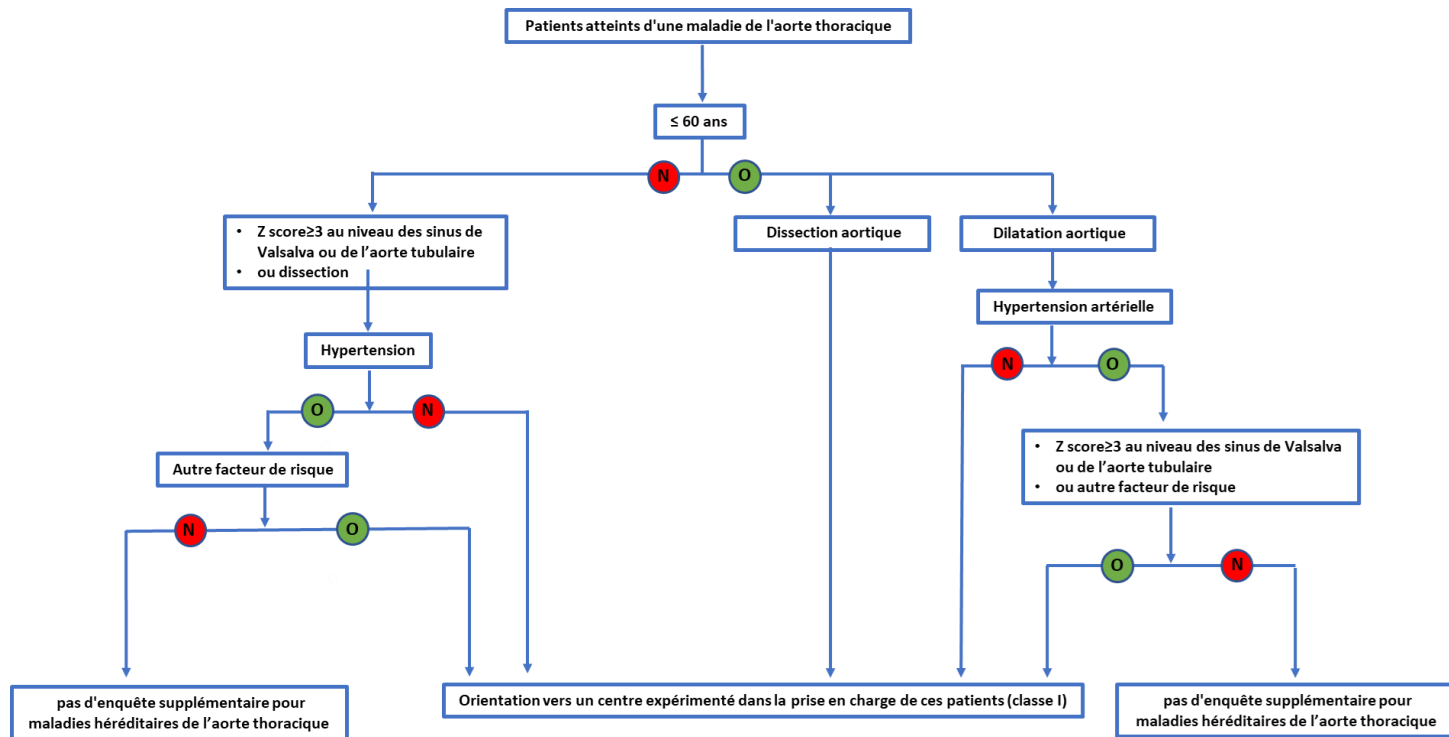 Patients atteints d'une maladie de l'aorte thoracique
≤ 60 ans
N
O
• Z score≥3 au niveau des sinus de
Valsalva ou de l’aorte tubulaire
• ou dissection
Dissection aortique
Dilatation aortique
Hypertension artérielle
Hypertension
N
O
O
N
• Z score≥3 au niveau des sinus de Valsalva
ou de l’aorte tubulaire
• ou autre facteur de risque
Autre facteur de risque
N
O
O
N
pas d'enquête supplémentaire pour
maladies héréditaires de l’aorte thoracique
Orientation vers un centre expérimenté dans la prise en charge de ces patients (classe I)
pas d'enquête supplémentaire pour
maladies héréditaires de l’aorte thoracique